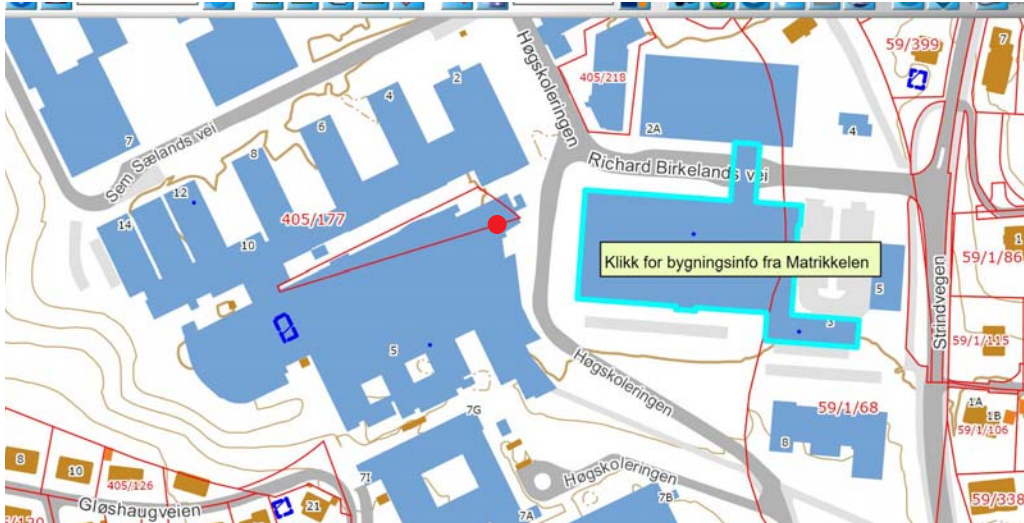 59/399
7
Høgskoleringen
2
405/218
4
6
2A
4
7
Sem Sælands vei
8
Richard Birkelands vei
12
405/177
14
10
59/1/86
Klikk for bygningsinfo fra Matrikkelen
5
3
Strindvegen
59/1/115
5
Høgskoleringen
1A
1B
59/1/68
59/1/106
7G
8
8
10
405/126
7I
Høgskoleringen
7B
59/338
Gløshaugveien
21
7A